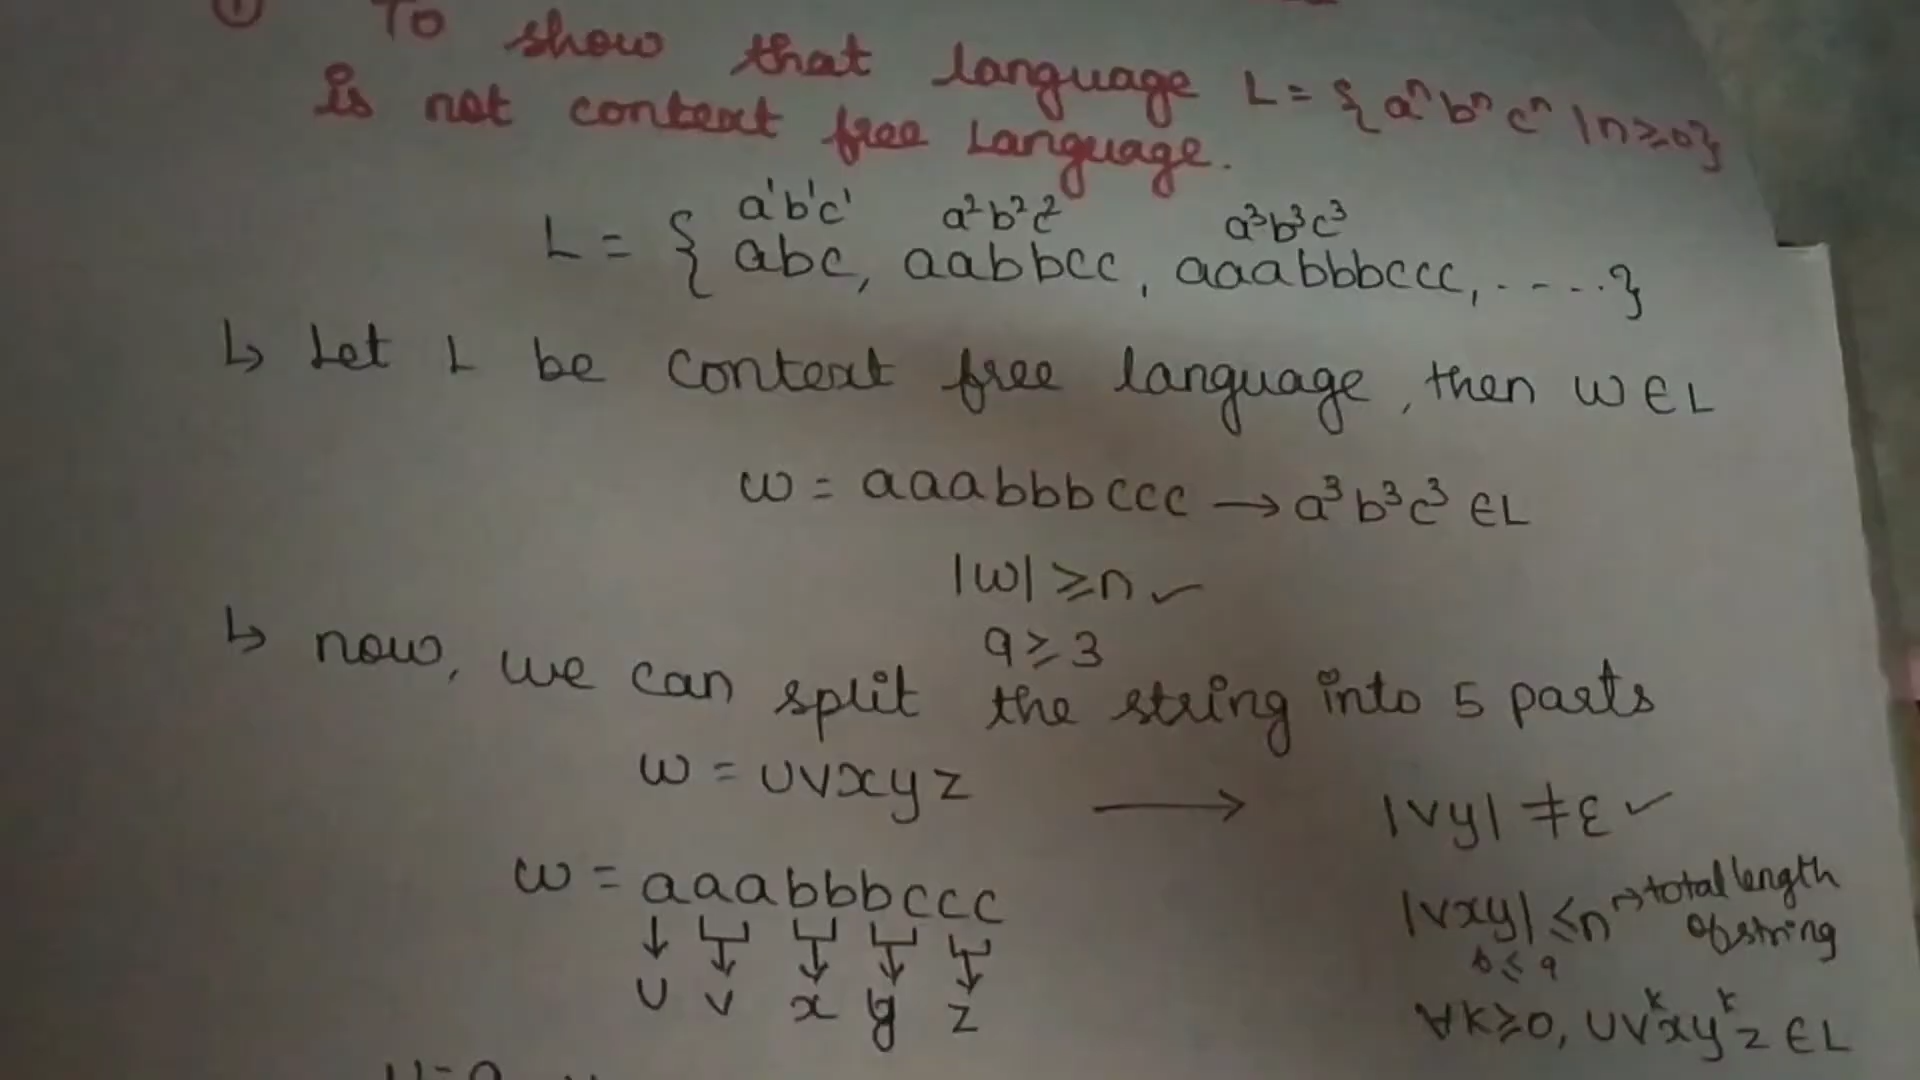 ① To show that language L = {aⁿbⁿcⁿ | n≥0}
is not context free Language.
a¹b¹c¹ a²b²c² a³b³c³
L = { abc, aabbcc, aaabbbccc, .....}
↳ Let L be context free language, then w∈L
w = aaabbbccc → a³b³c³ ∈L
|w| ≥n ✓
9≥3
↳ now, we can split the string into 5 parts
w = uvxyz → |vy| ≠ε ✓
w = aaabbbccc
|vxy| ≤n → total length of string
6≤9
u v x y z
∀k≥0, uvᵏxyᵏz ∈L